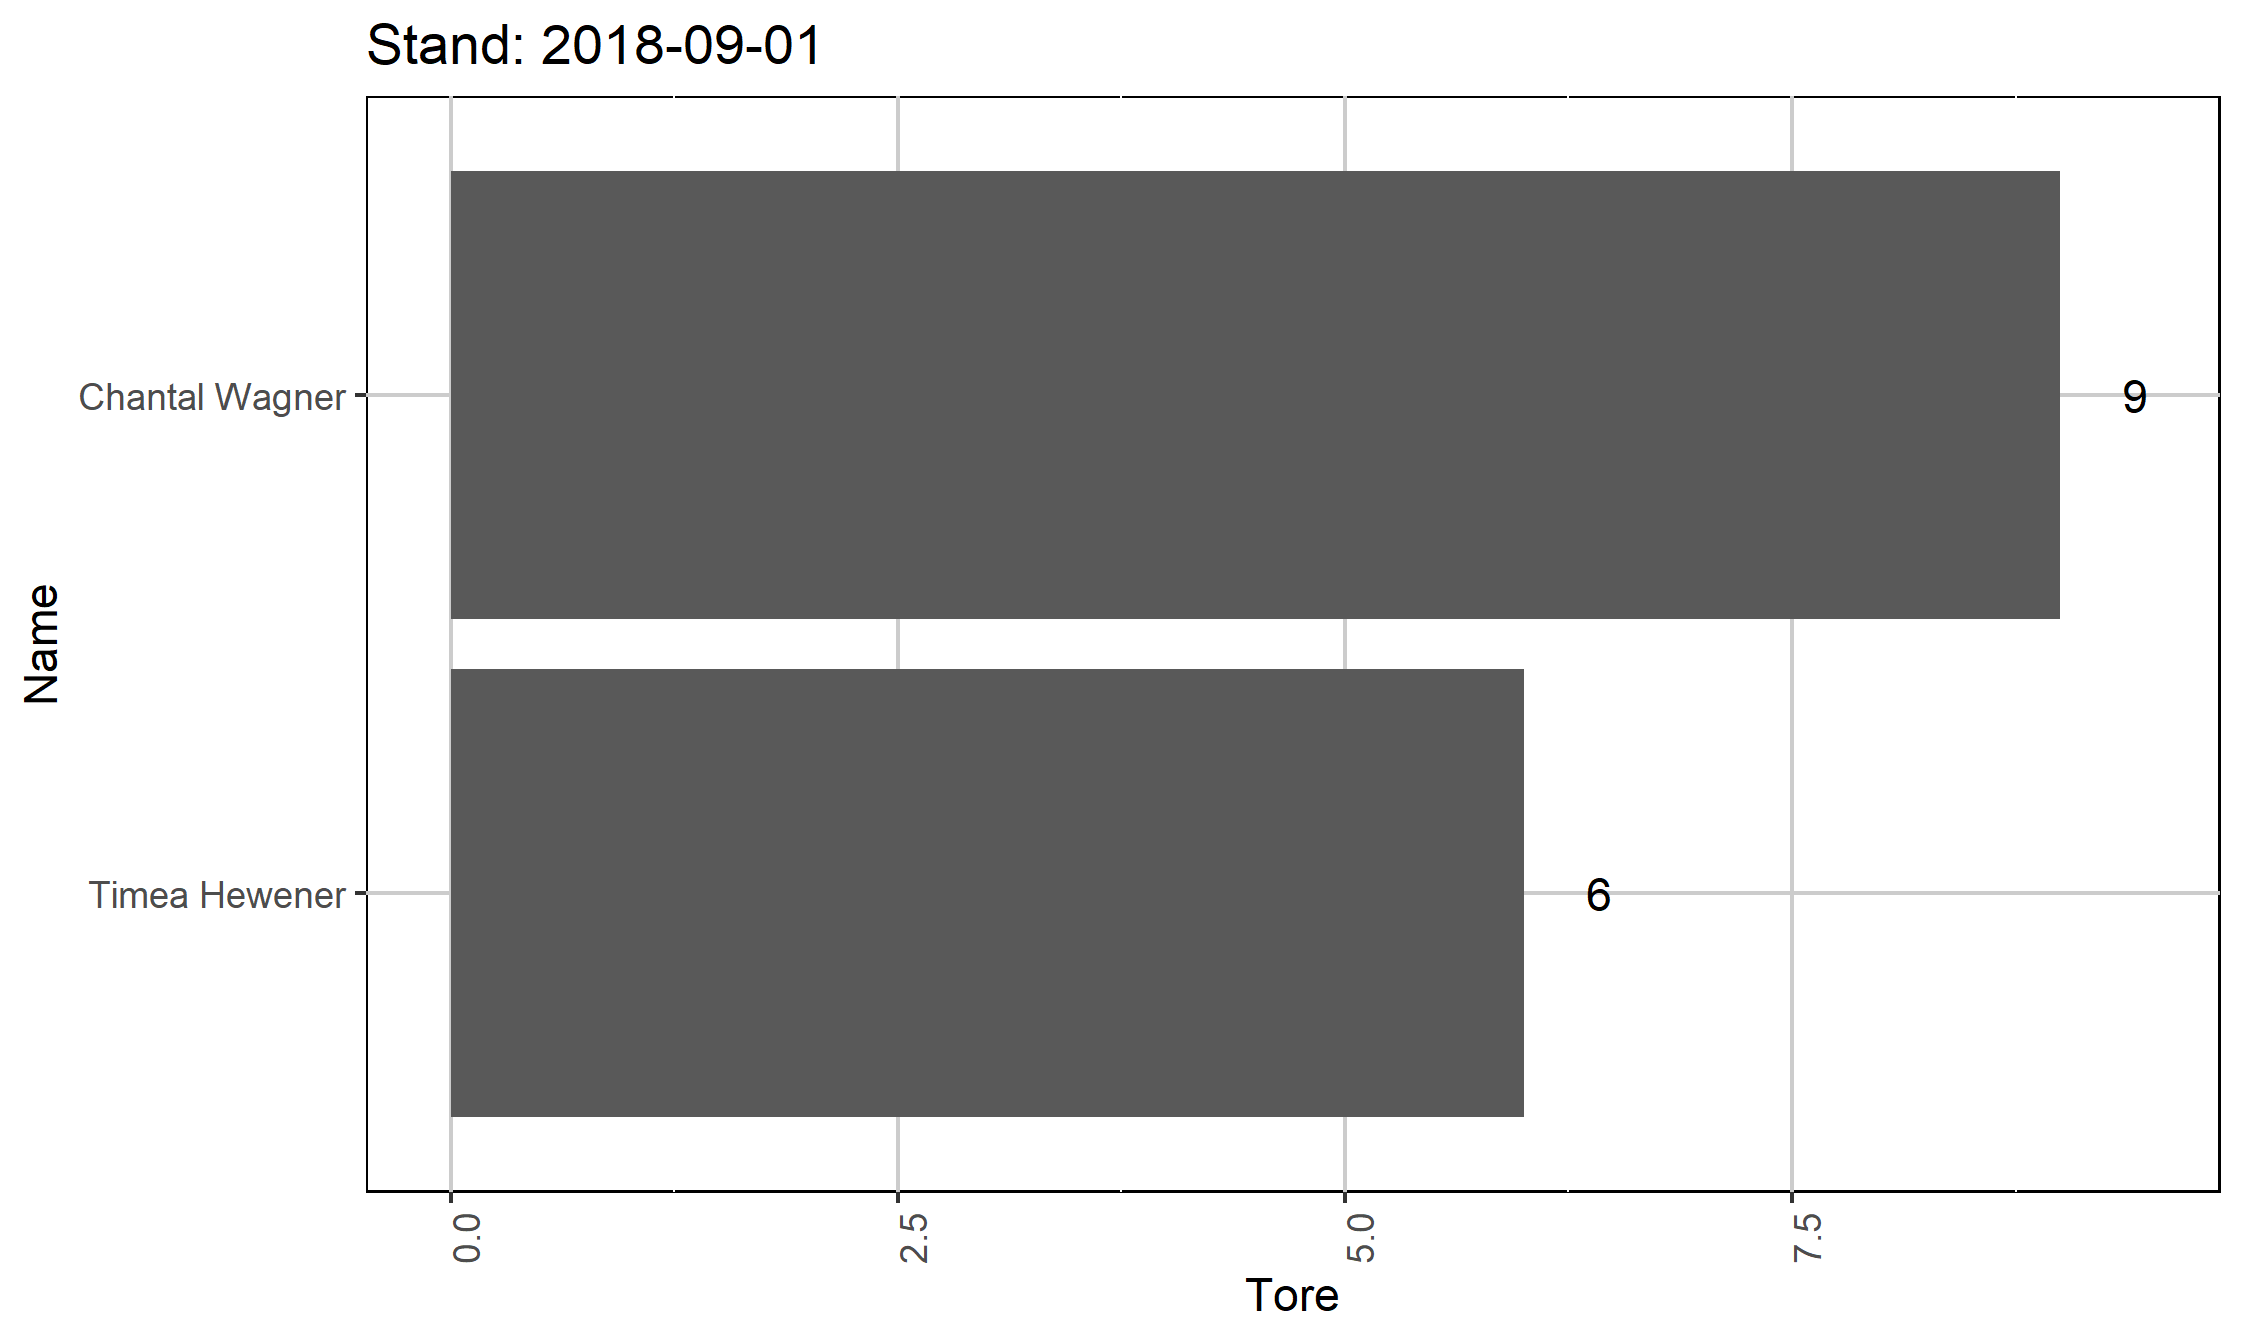 Stand: 2018-09-01
Name
Chantal Wagner
9
Timea Hewener
6
0.0
2.5
5.0
7.5
Tore